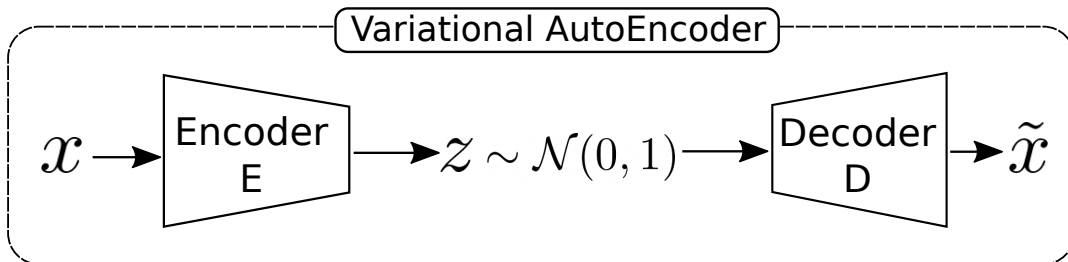 Variational AutoEncoder
x
Encoder
E
z ∼ 𝒩(0, 1)
Decoder
D
x̃